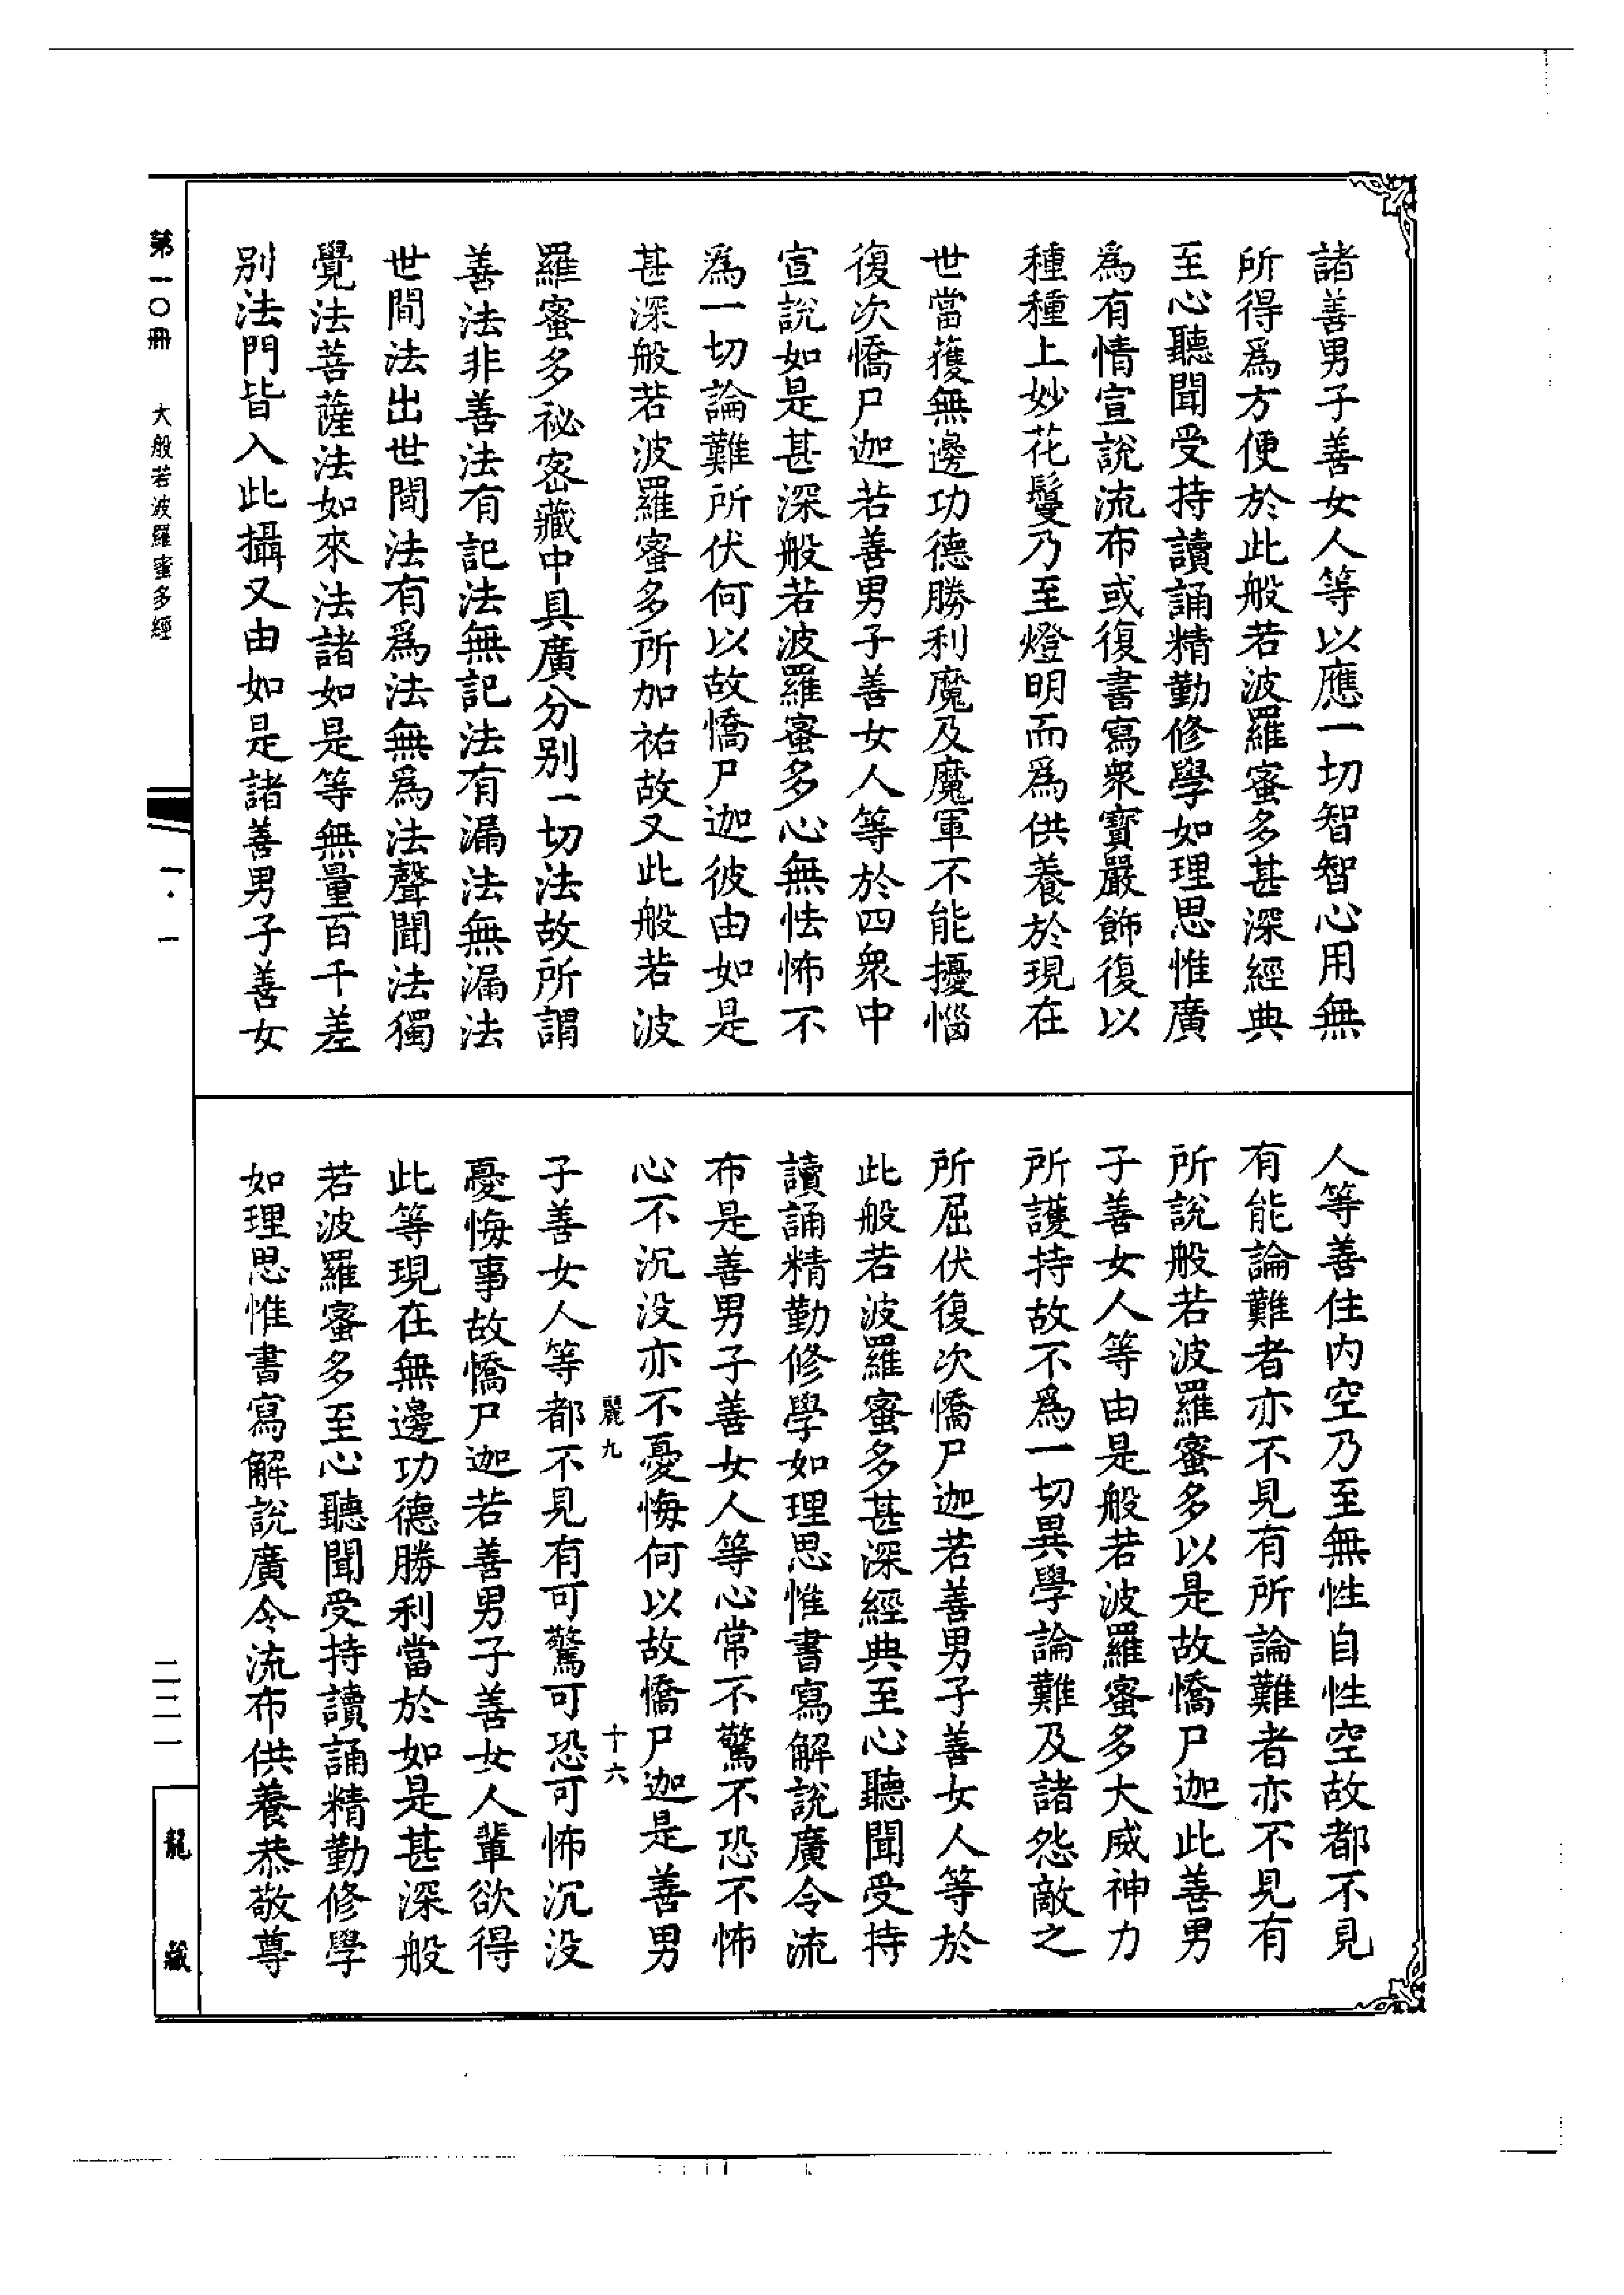 諸善男子善女人等以應一切智智心用無
所得爲方便於此般若波羅蜜多甚深經典
至心聽聞受持讀誦精勤修學如理思惟廣
爲有情宣說流布或復書寫衆寶嚴飾復以
種種上妙花鬘乃至燈明而爲供養於現在
世當獲無邊功德勝利魔及魔軍不能擾惱
復次憍尸迦若善男子善女人等於四衆中
宣說如是甚深般若波羅蜜多心無怯怖不
爲一切論難所伏何以故憍尸迦彼由如是
甚深般若波羅蜜多所加祐故又此般若波
羅蜜多祕密藏中具廣分別一切法故所謂
善法非善法有記法無記法有漏法無漏法
世間法出世間法有爲法無爲法聲聞法獨
覺法菩薩法如來法諸如是等無量百千差
別法門皆入此攝又由如是諸善男子善女
人等善住內空乃至無性自性空故都不見
有能論難者亦不見有所論難者亦不見有
所說般若波羅蜜多以是故憍尸迦此善男
子善女人等由是般若波羅蜜多大威神力
所護持故不爲一切異學論難及諸怨敵之
所屈伏復次憍尸迦若善男子善女人等於
此般若波羅蜜多甚深經典至心聽聞受持
讀誦精勤修學如理思惟書寫解說廣令流
布是善男子善女人等心常不驚不恐不怖
心不沉没亦不憂悔何以故憍尸迦是善男
麗九 十六
子善女人等都不見有可驚可恐可怖沉没
憂悔事故憍尸迦若善男子善女人輩欲得
此等現在無邊功德勝利當於如是甚深般
若波羅蜜多至心聽聞受持讀誦精勤修學
如理思惟書寫解說廣令流布供養恭敬尊
第一〇冊 大般若波羅蜜多經 一·一 二二一 龍藏